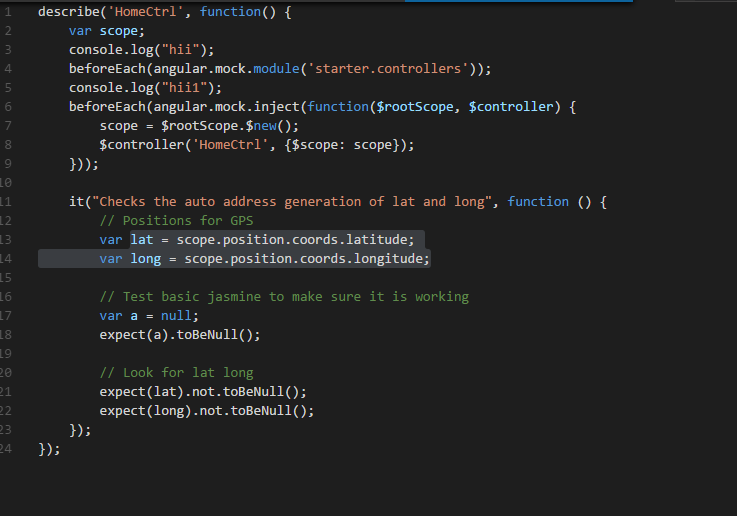 1 describe('HomeCtrl', function() {
2 var scope;
3 console.log("hii");
4 beforeEach(angular.mock.module('starter.controllers'));
5 console.log("hii1");
6 beforeEach(angular.mock.inject(function($rootScope, $controller) {
7 scope = $rootScope.$new();
8 $controller('HomeCtrl', {$scope: scope});
9 }));
10
11 it("Checks the auto address generation of lat and long", function () {
12 // Positions for GPS
13 var lat = scope.position.coords.latitude;
14 var long = scope.position.coords.longitude;
15
16 // Test basic jasmine to make sure it is working
17 var a = null;
18 expect(a).toBeNull();
19
20 // Look for lat long
21 expect(lat).not.toBeNull();
22 expect(long).not.toBeNull();
23 });
24 });